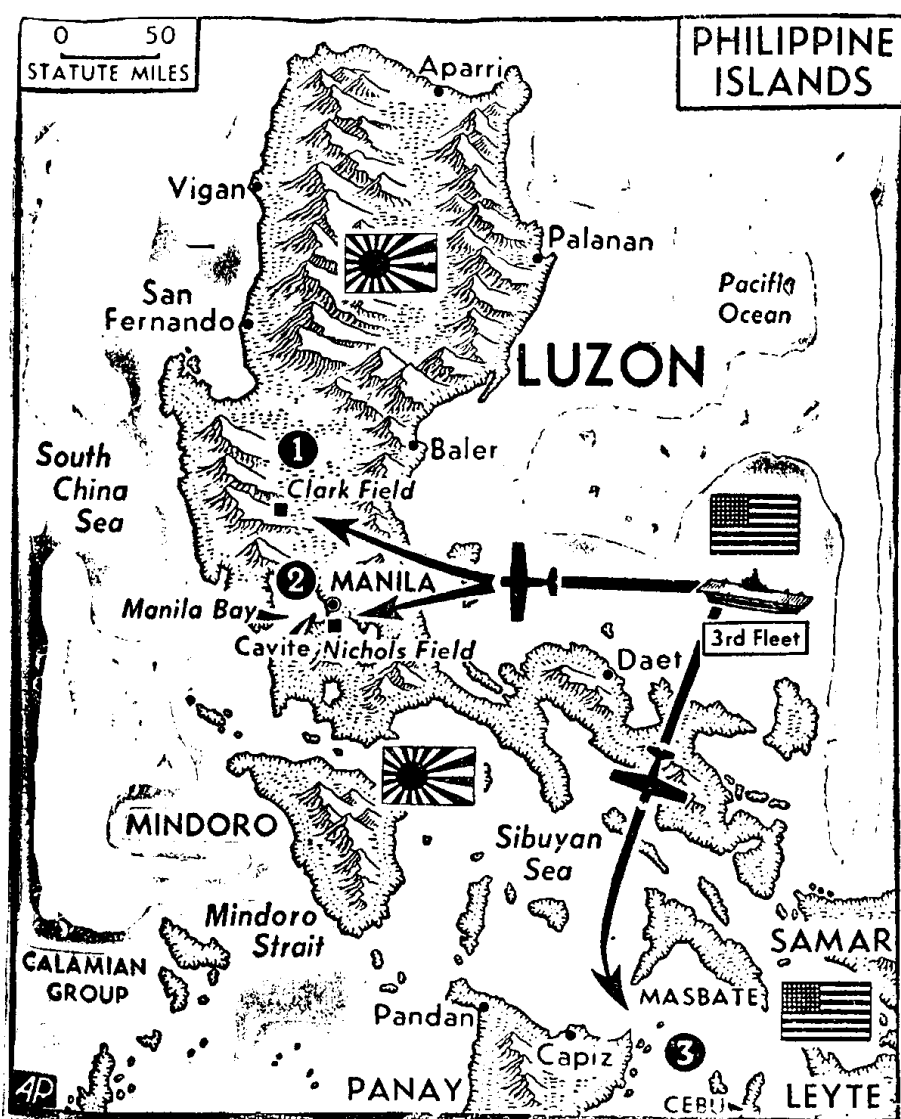 0 50
STATUTE MILES
PHILIPPINE
ISLANDS
Aparri
Vigan
Palanan
San
Fernando
Pacific
Ocean
LUZON
Baler
1
South
China
Sea
Clark Field
2
MANILA
Manila Bay
Cavite
Nichols Field
3rd Fleet
Daet
MINDORO
Sibuyan
Sea
Mindoro
Strait
SAMAR
CALAMIAN
GROUP
MASBATE
Pandan
Capiz
3
AP
PANAY
CEBU
LEYTE